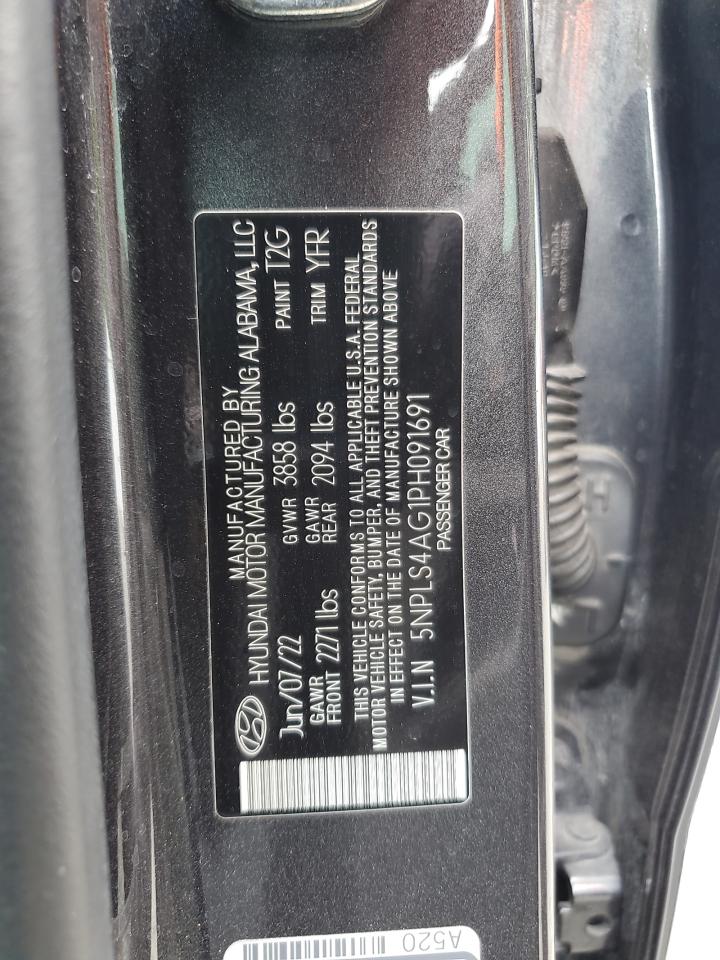 MANUFACTURED BY
HYUNDAI MOTOR MANUFACTURING ALABAMA, LLC
Jun/07/22 GVWR 3858 lbs PAINT T2G
GAWR FRONT 2271 lbs GAWR REAR 2094 lbs TRIM YFR
THIS VEHICLE CONFORMS TO ALL APPLICABLE U.S.A. FEDERAL
MOTOR VEHICLE SAFETY, BUMPER, AND THEFT PREVENTION STANDARDS
IN EFFECT ON THE DATE OF MANUFACTURE SHOWN ABOVE
V.I.N 5NPLS4AG1PH091691
PASSENGER CAR
A520
H